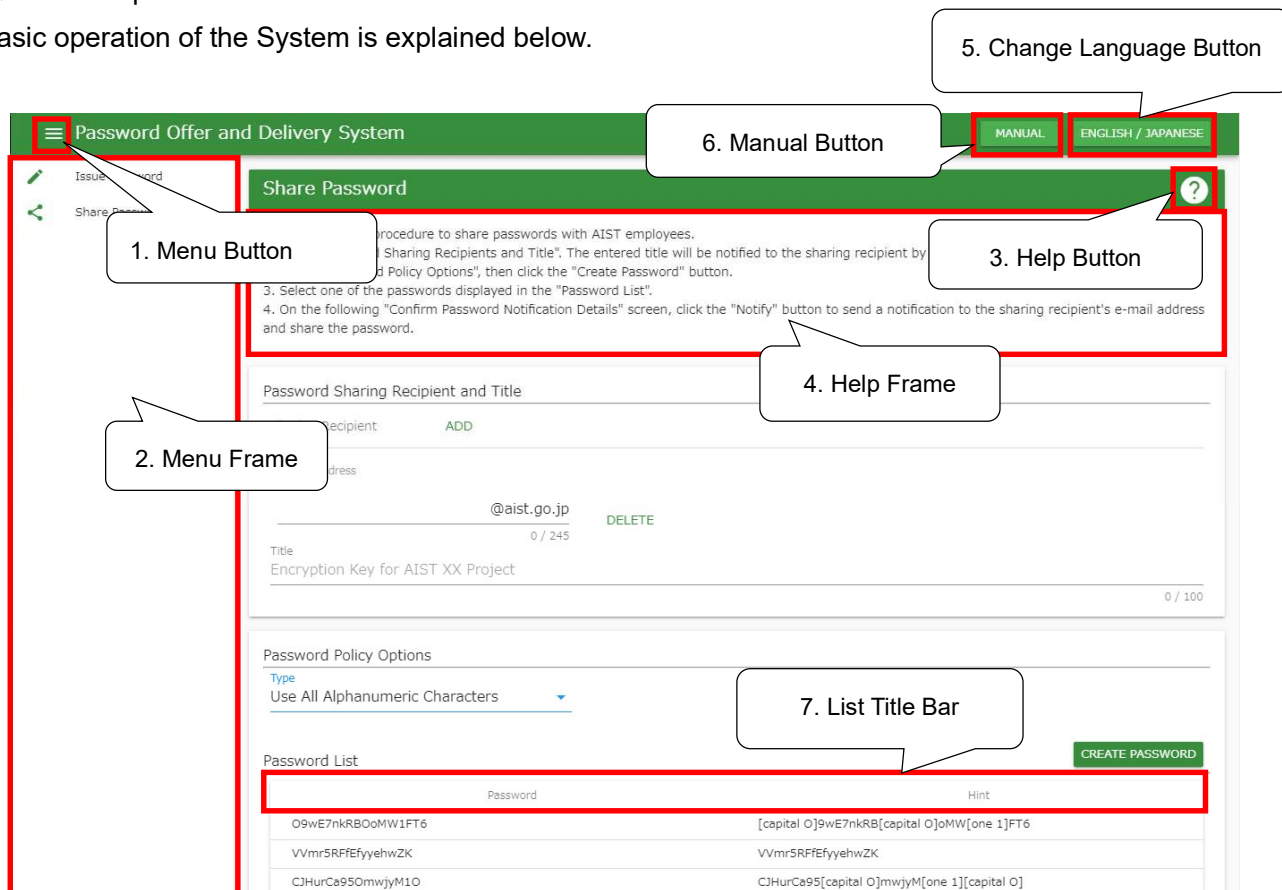 asic operation of the System is explained below.
5. Change Language Button
Password Offer and Delivery System
6. Manual Button
MANUAL
ENGLISH / JAPANESE
Issue
word
Share
Share Password
?
1. Menu Button
3. Help Button
rocedure to share passwords with AIST employees.
Sharing Recipients and Title". The entered title will be notified to the sharing recipient by
d Policy Options", then click the "Create Password" button.
3. Select one of the passwords displayed in the "Password List".
4. On the following "Confirm Password Notification Details" screen, click the "Notify" button to send a notification to the sharing recipient's e-mail address
and share the password.
4. Help Frame
Password Sharing Recipient and Title
Recipient
ADD
2. Menu Frame
dress
@aist.go.jp
DELETE
0 / 245
Title
Encryption Key for AIST XX Project
0 / 100
Password Policy Options
Type
Use All Alphanumeric Characters
7. List Title Bar
Password List
CREATE PASSWORD
Password
Hint
O9wE7nkRBOoMW1FT6
[capital O]9wE7nkRB[capital O]oMW[one 1]FT6
VVmr5RFfEfyyehwZK
VVmr5RFfEfyyehwZK
CJHurCa95OmwjyM1O
CJHurCa95[capital O]mwjyM[one 1][capital O]